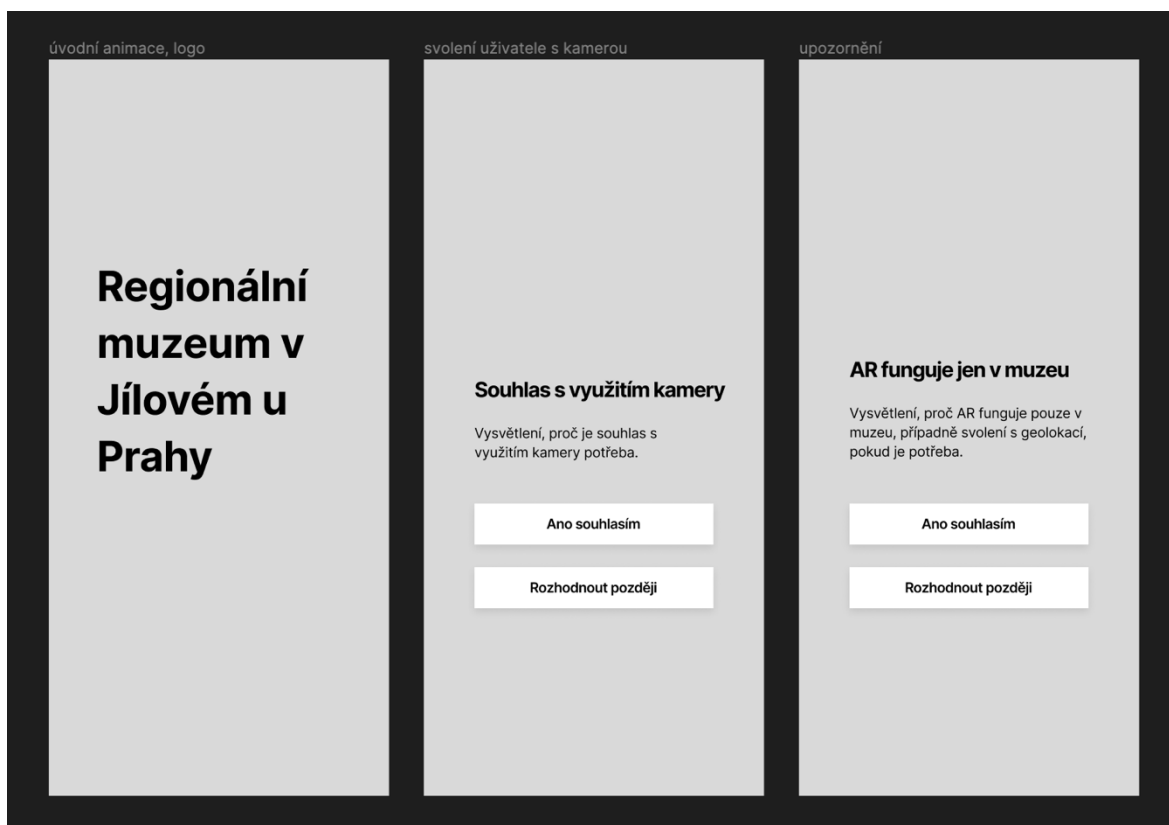 úvodní animace, logo
svolení uživatele s kamerou
upozornění
Regionální
muzeum v
Jílovém u
Prahy
Souhlas s využitím kamery
Vysvětlení, proč je souhlas s
využitím kamery potřeba.
Ano souhlasím
Rozhodnout později
AR funguje jen v muzeu
Vysvětlení, proč AR funguje pouze v
muzeu, případně svolení s geolokací,
pokud je potřeba.
Ano souhlasím
Rozhodnout později